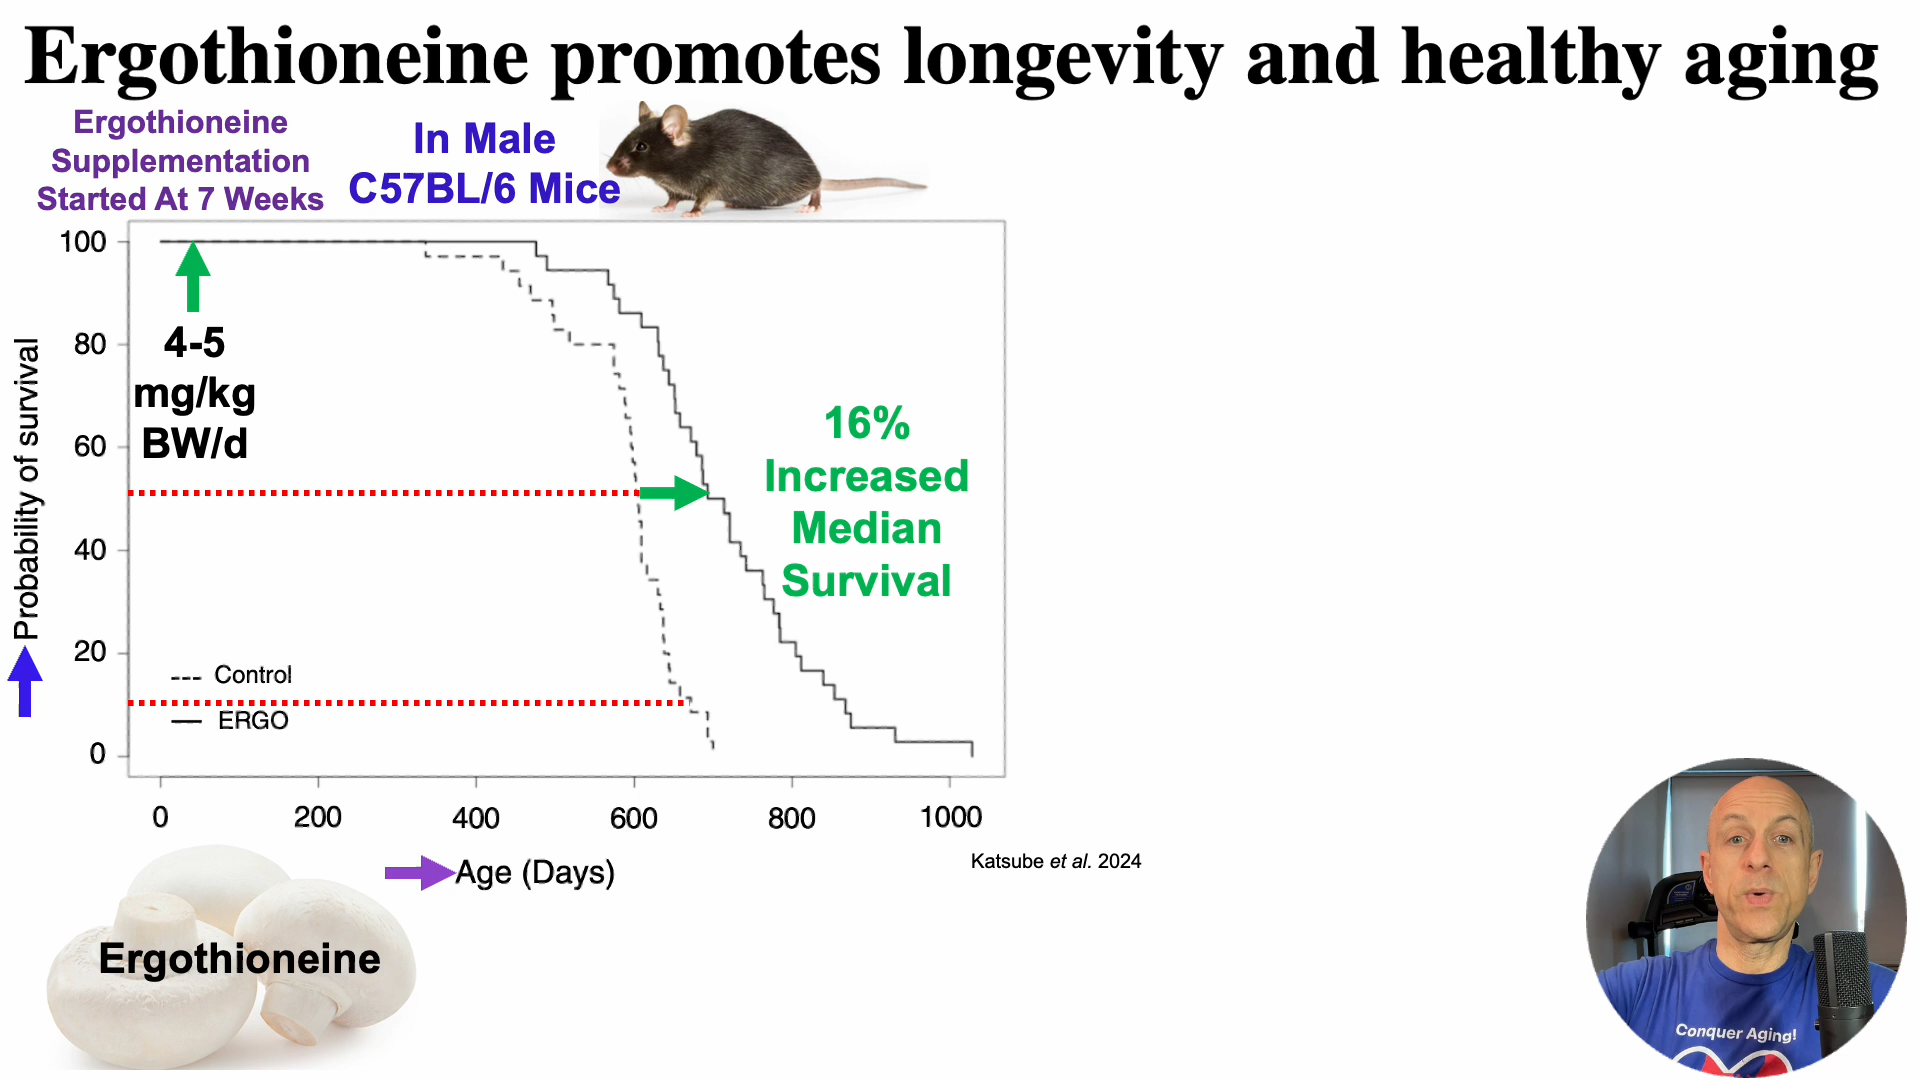 Ergothioneine promotes longevity and healthy aging
Ergothioneine
Supplementation
Started At 7 Weeks
In Male
C57BL/6 Mice
100
80
60
40
20
0
Probability of survival
4-5
mg/kg
BW/d
16%
Increased
Median
Survival
Control
ERGO
0 200 400 600 800 1000
Age (Days)
Katsube et al. 2024
Ergothioneine
Conquer Aging!